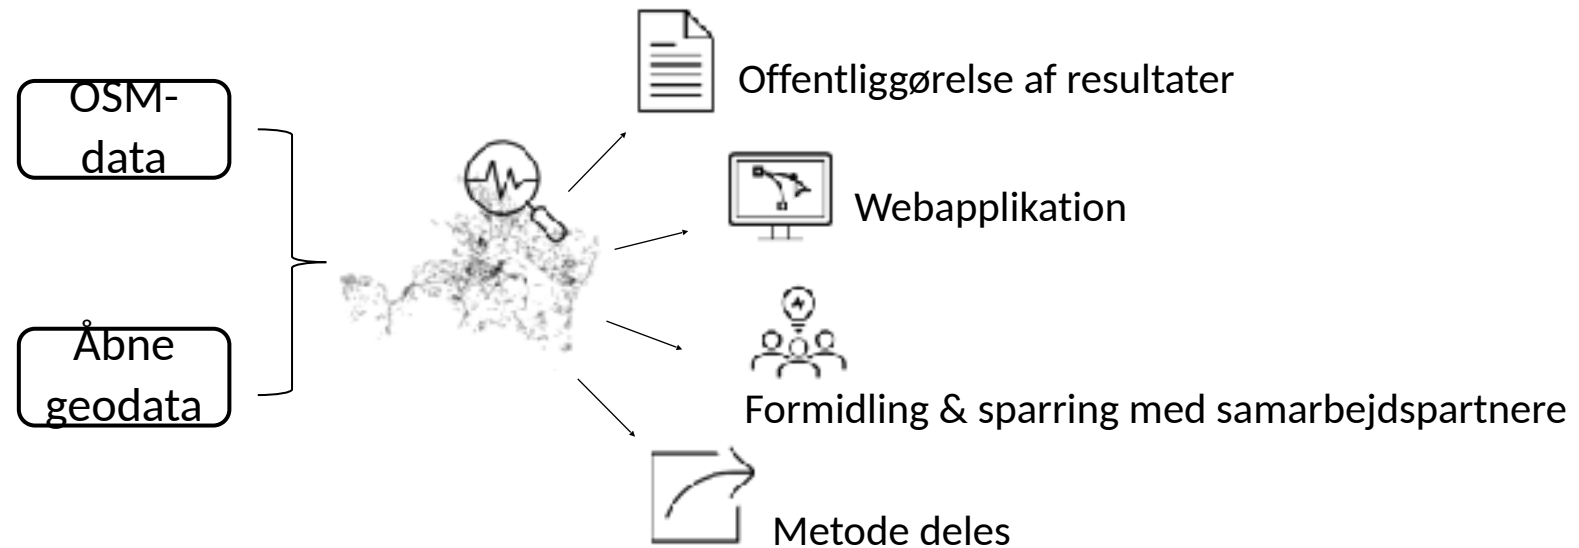 OSM-
data
Åbne
geodata
Offentliggørelse af resultater
Webapplikation
Formidling & sparring med samarbejdspartnere
Metode deles